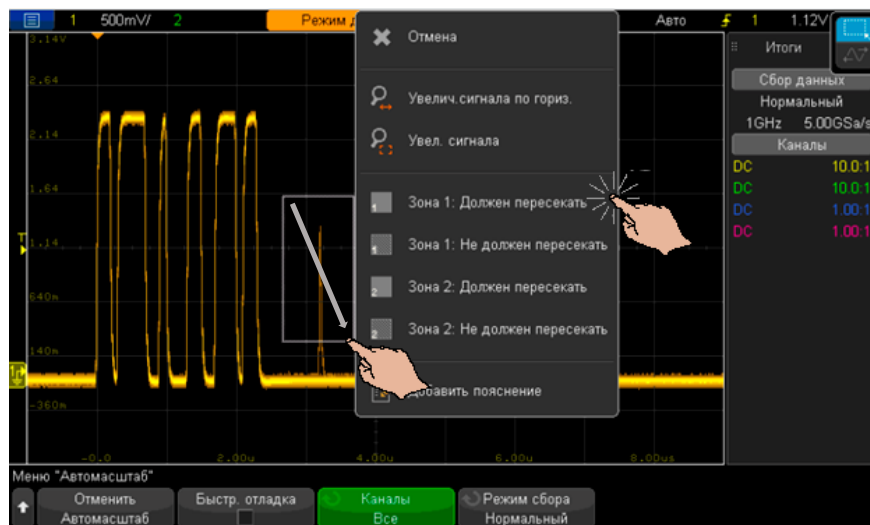 1 500mV/ 2 Режим Авто 1 1.12V
3.14V
2.64
2.14
1.64
1.14
640m
140m
-360m
-0.0 2.00u 4.00u 6.00u 8.00us
T
Отмена
Увелич.сигнала по гориз.
Увел. сигнала
1 Зона 1: Должен пересекать
1 Зона 1: Не должен пересекать
2 Зона 2: Должен пересекать
2 Зона 2: Не должен пересекать
Добавить пояснение
Итоги
Сбор данных
Нормальный
1GHz 5.00GSa/s
Каналы
DC 10.0:1
DC 10.0:1
DC 1.00:1
DC 1.00:1
Меню "Автомасштаб"
Отменить
Автомасштаб
Быстр. отладка
Каналы
Все
Режим сбора
Нормальный